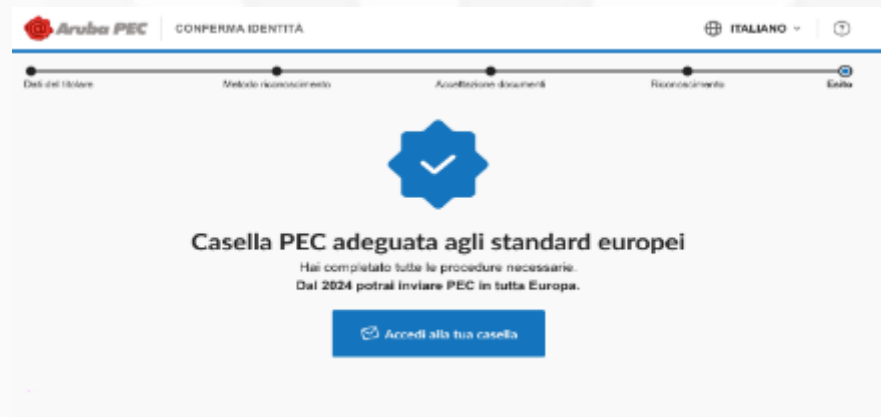 Aruba PEC
CONFERMA IDENTITÀ
ITALIANO
Dati del titolare
Metodo riconoscimento
Accettazione documenti
Riconoscimento
Esito
Casella PEC adeguata agli standard europei
Hai completato tutte le procedure necessarie.
Dal 2024 potrai inviare PEC in tutta Europa.
Accedi alla tua casella